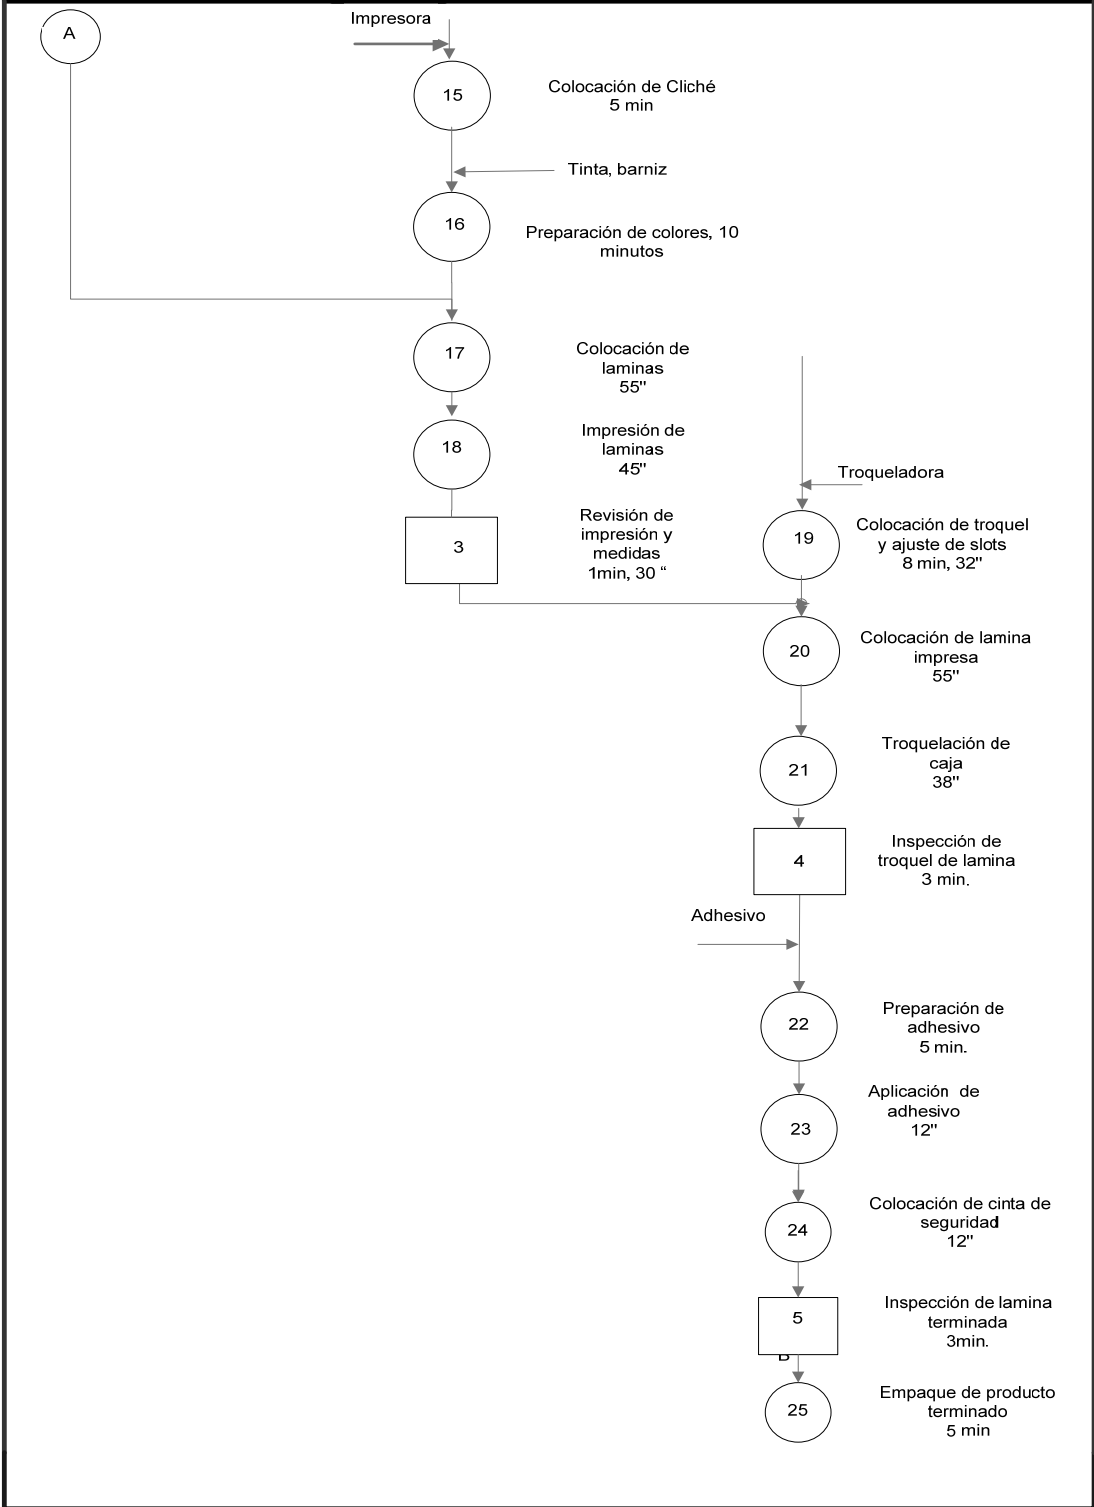 A
Impresora
15
Colocación de Cliché
5 min
Tinta, barniz
16
Preparación de colores, 10
minutos
17
Colocación de
laminas
55"
18
Impresión de
laminas
45"
3
Revisión de
impresión y
medidas
1min, 30 “
Troqueladora
19
Colocación de troquel
y ajuste de slots
8 min, 32"
20
Colocación de lamina
impresa
55"
21
Troquelación de
caja
38"
4
Inspección de
troquel de lamina
3 min.
Adhesivo
22
Preparación de
adhesivo
5 min.
23
Aplicación de
adhesivo
12"
24
Colocación de cinta de
seguridad
12"
5
Inspección de lamina
terminada
3min.
25
Empaque de producto
terminado
5 min